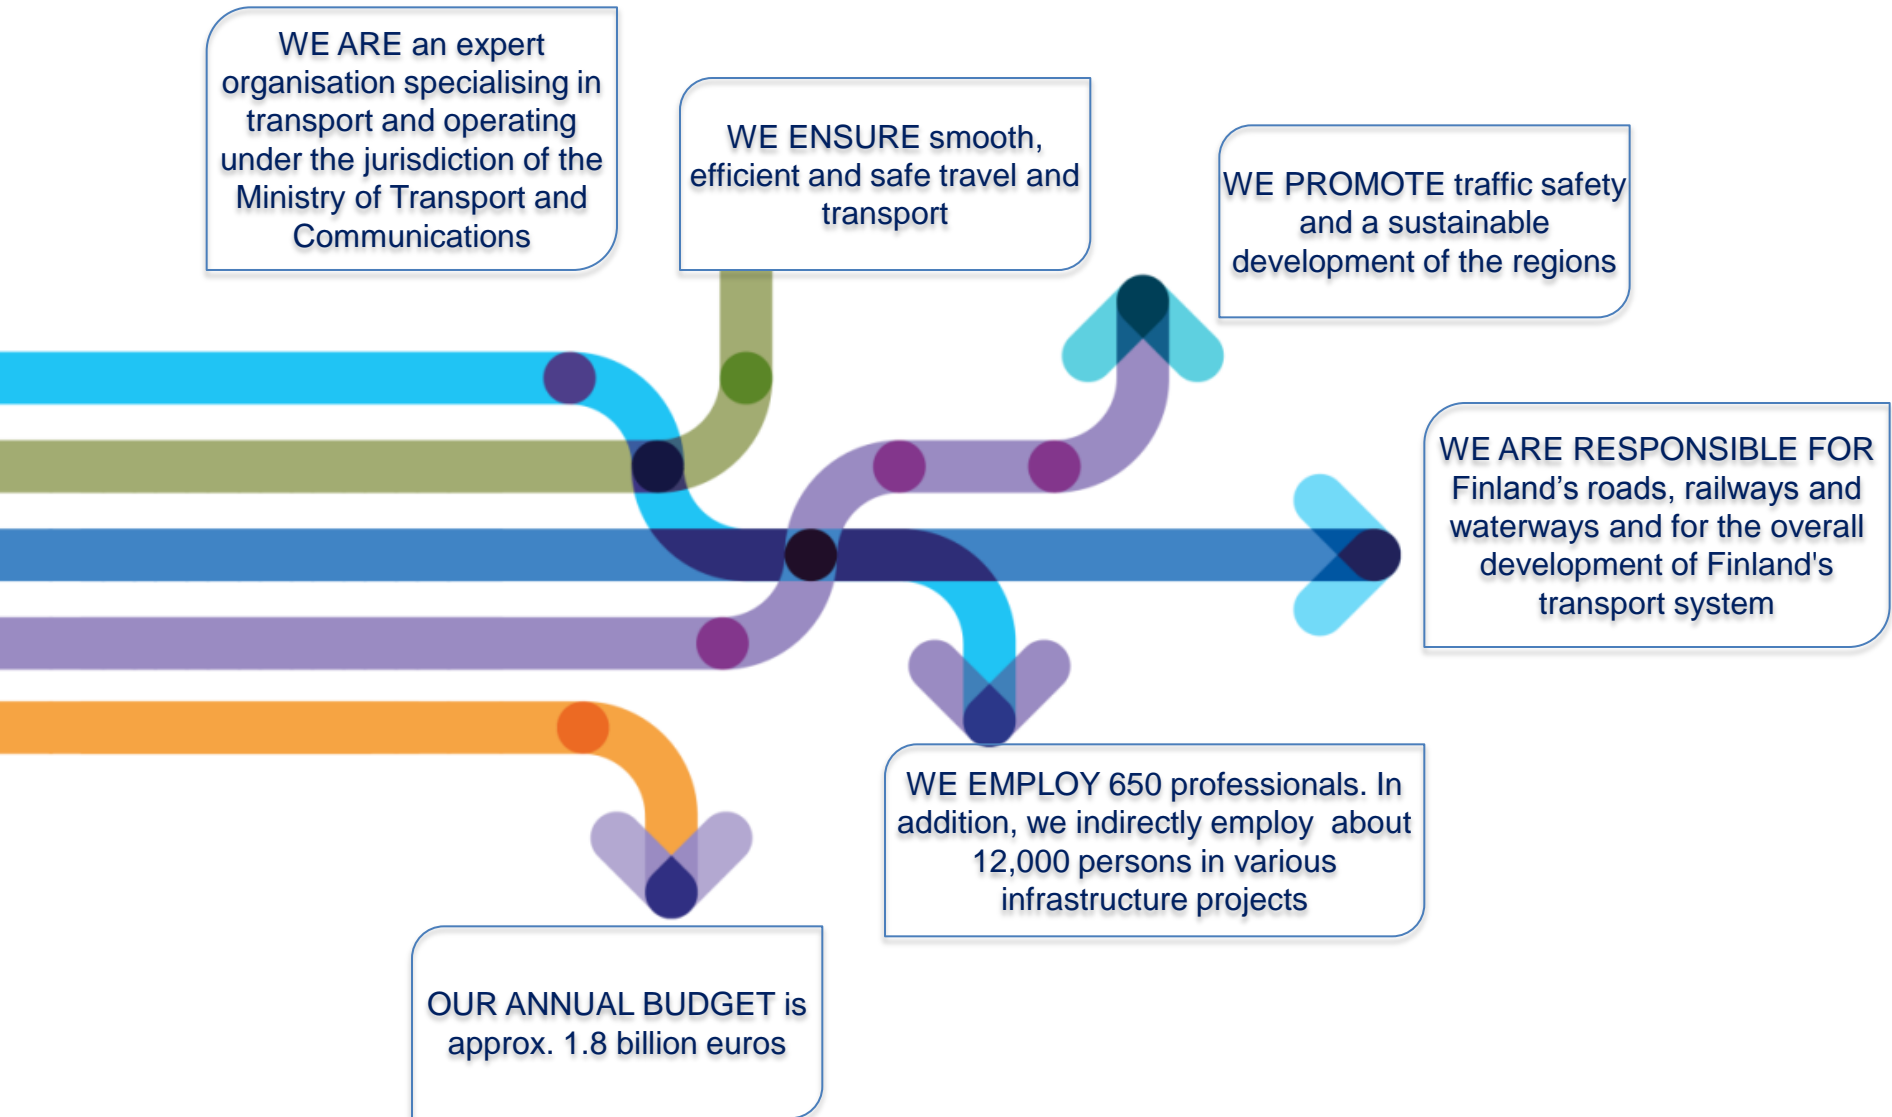 WE ARE an expert
organisation specialising in
transport and operating
under the jurisdiction of the
Ministry of Transport and
Communications
WE ENSURE smooth,
efficient and safe travel and
transport
WE PROMOTE traffic safety
and a sustainable
development of the regions
WE ARE RESPONSIBLE FOR
Finland’s roads, railways and
waterways and for the overall
development of Finland's
transport system
WE EMPLOY 650 professionals. In
addition, we indirectly employ  about
12,000 persons in various
infrastructure projects
OUR ANNUAL BUDGET is
approx. 1.8 billion euros